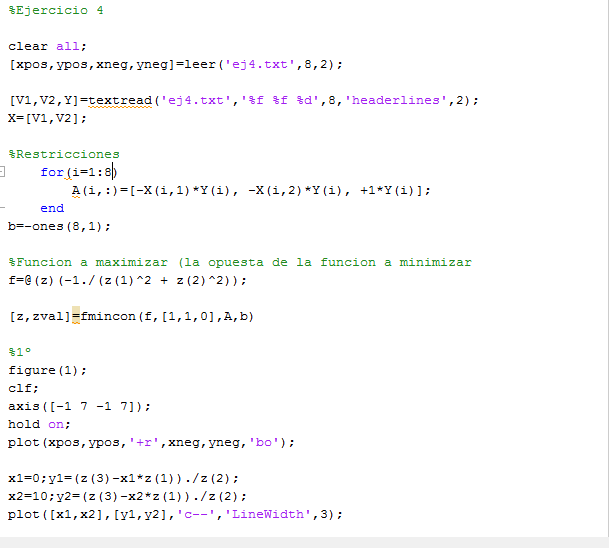 %Ejercicio 4
clear all;
[xpos,ypos,xneg,yneg]=leer('ej4.txt',8,2);
[V1,V2,Y]=textread('ej4.txt','%f %f %d',8,'headerlines',2);
X=[V1,V2];
%Restricciones
for(i=1:8)
A(i,:)=[-X(i,1)*Y(i), -X(i,2)*Y(i), +1*Y(i)];
end
b=-ones(8,1);
%Funcion a maximizar (la opuesta de la funcion a minimizar
f=@(z)(-1./(z(1)^2 + z(2)^2));
[z,zval]=fmincon(f,[1,1,0],A,b)
%1º
figure(1);
clf;
axis([-1 7 -1 7]);
hold on;
plot(xpos,ypos,'+r',xneg,yneg,'bo');
x1=0;y1=(z(3)-x1*z(1))./z(2);
x2=10;y2=(z(3)-x2*z(1))./z(2);
plot([x1,x2],[y1,y2],'c--','LineWidth',3);